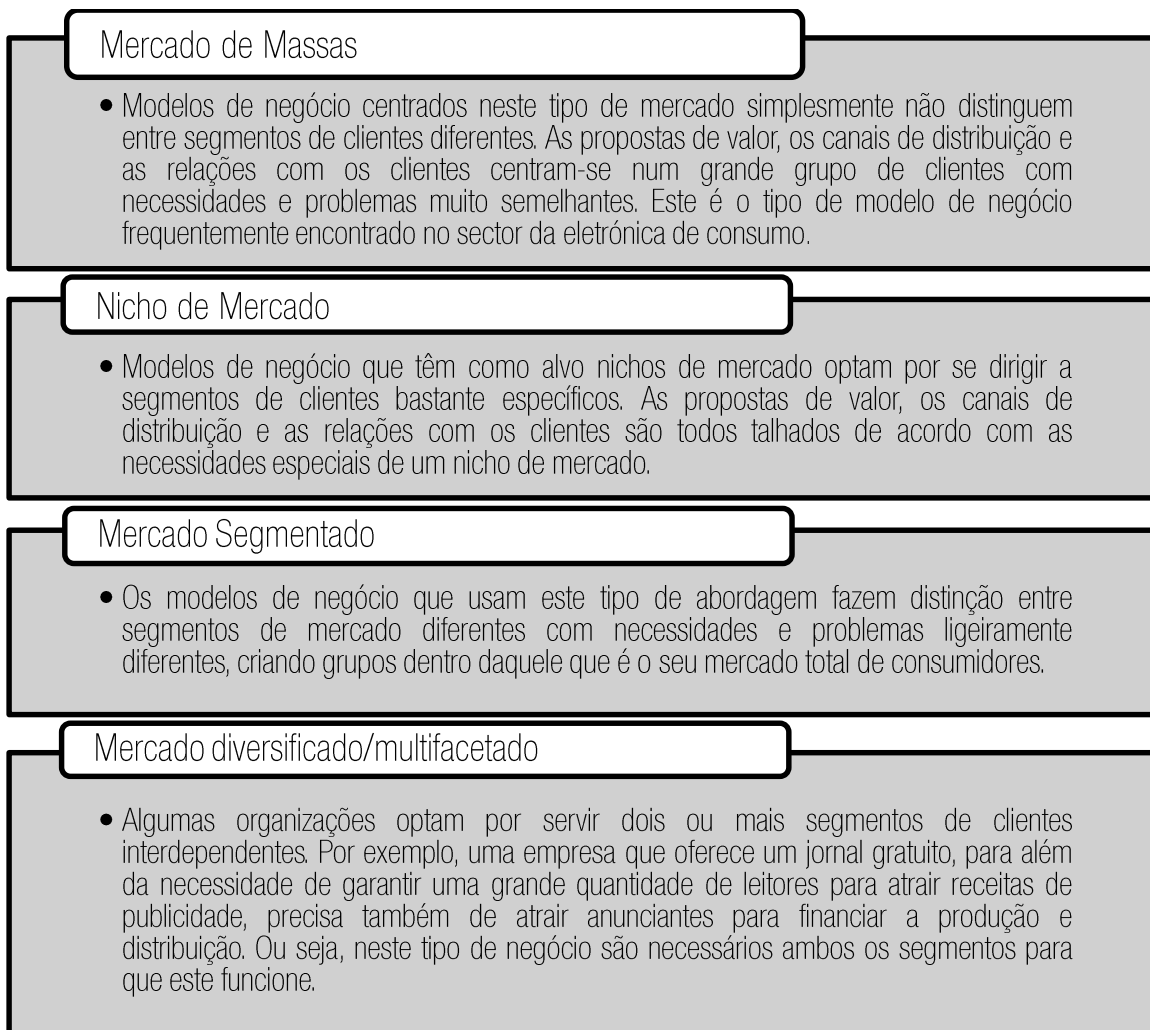 Mercado de Massas
• Modelos de negócio centrados neste tipo de mercado simplesmente não distinguem
entre segmentos de clientes diferentes. As propostas de valor, os canais de distribuição e
as relações com os clientes centram-se num grande grupo de clientes com
necessidades e problemas muito semelhantes. Este é o tipo de modelo de negócio
frequentemente encontrado no sector da eletrónica de consumo.
Nicho de Mercado
• Modelos de negócio que têm como alvo nichos de mercado optam por se dirigir a
segmentos de clientes bastante específicos. As propostas de valor, os canais de
distribuição e as relações com os clientes são todos talhados de acordo com as
necessidades especiais de um nicho de mercado.
Mercado Segmentado
• Os modelos de negócio que usam este tipo de abordagem fazem distinção entre
segmentos de mercado diferentes com necessidades e problemas ligeiramente
diferentes, criando grupos dentro daquele que é o seu mercado total de consumidores.
Mercado diversificado/multifacetado
• Algumas organizações optam por servir dois ou mais segmentos de clientes
interdependentes. Por exemplo, uma empresa que oferece um jornal gratuito, para além
da necessidade de garantir uma grande quantidade de leitores para atrair receitas de
publicidade, precisa também de atrair anunciantes para financiar a produção e
distribuição. Ou seja, neste tipo de negócio são necessários ambos os segmentos para
que este funcione.